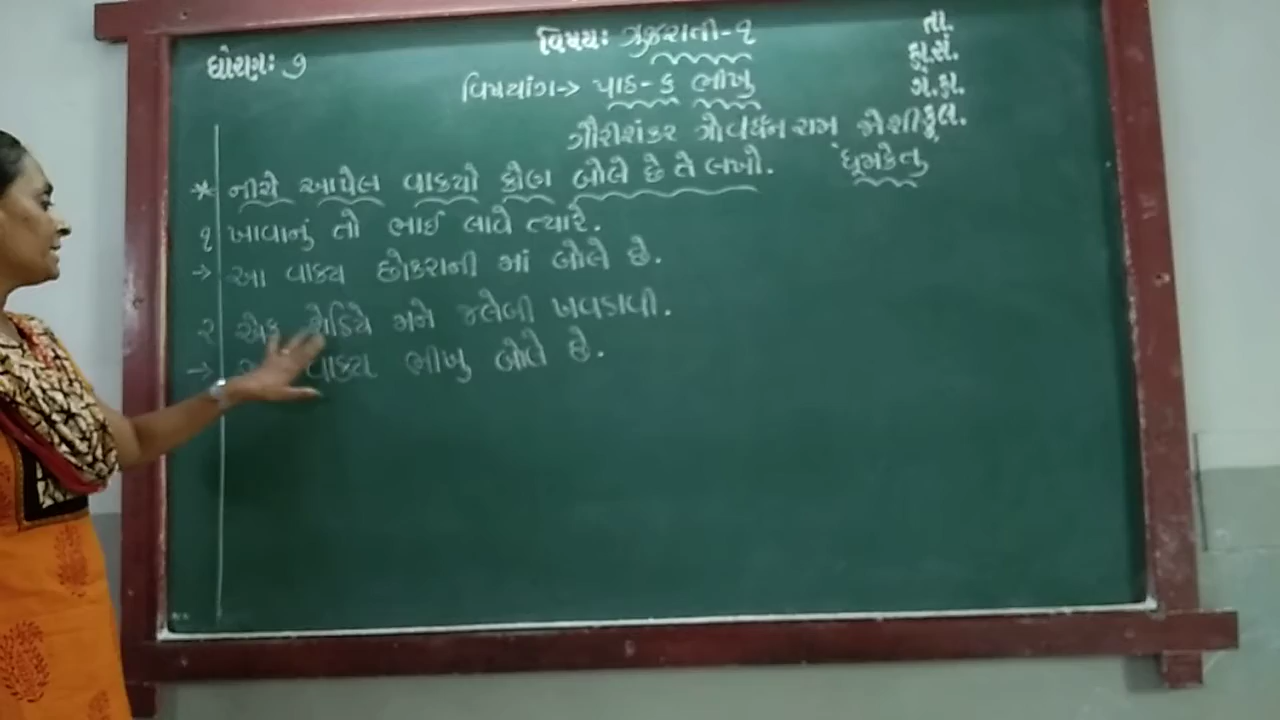 ધોરણઃ ૭
વિષયઃ ગુજરાતી-૧
તા.
કા.સં.
ગે.કા.
કુલ.
વિષયાંગ-> પાઠ-૬ ભીખુ
ગૌરીશંકર ગોવર્ધનરામ જોશી
'ધૂમકેતુ'
* નીચે આપેલ વાક્યો કોણ બોલે છે તે લખો.
૧ ખાવાનું તો ભાઈ લાવે ત્યારે.
-> આ વાક્ય છોકરાની માં બોલે છે.
૨ એક શેઠિયે મને જલેબી ખવડાવી.
-> વાક્ય ભીખુ બોલે છે.